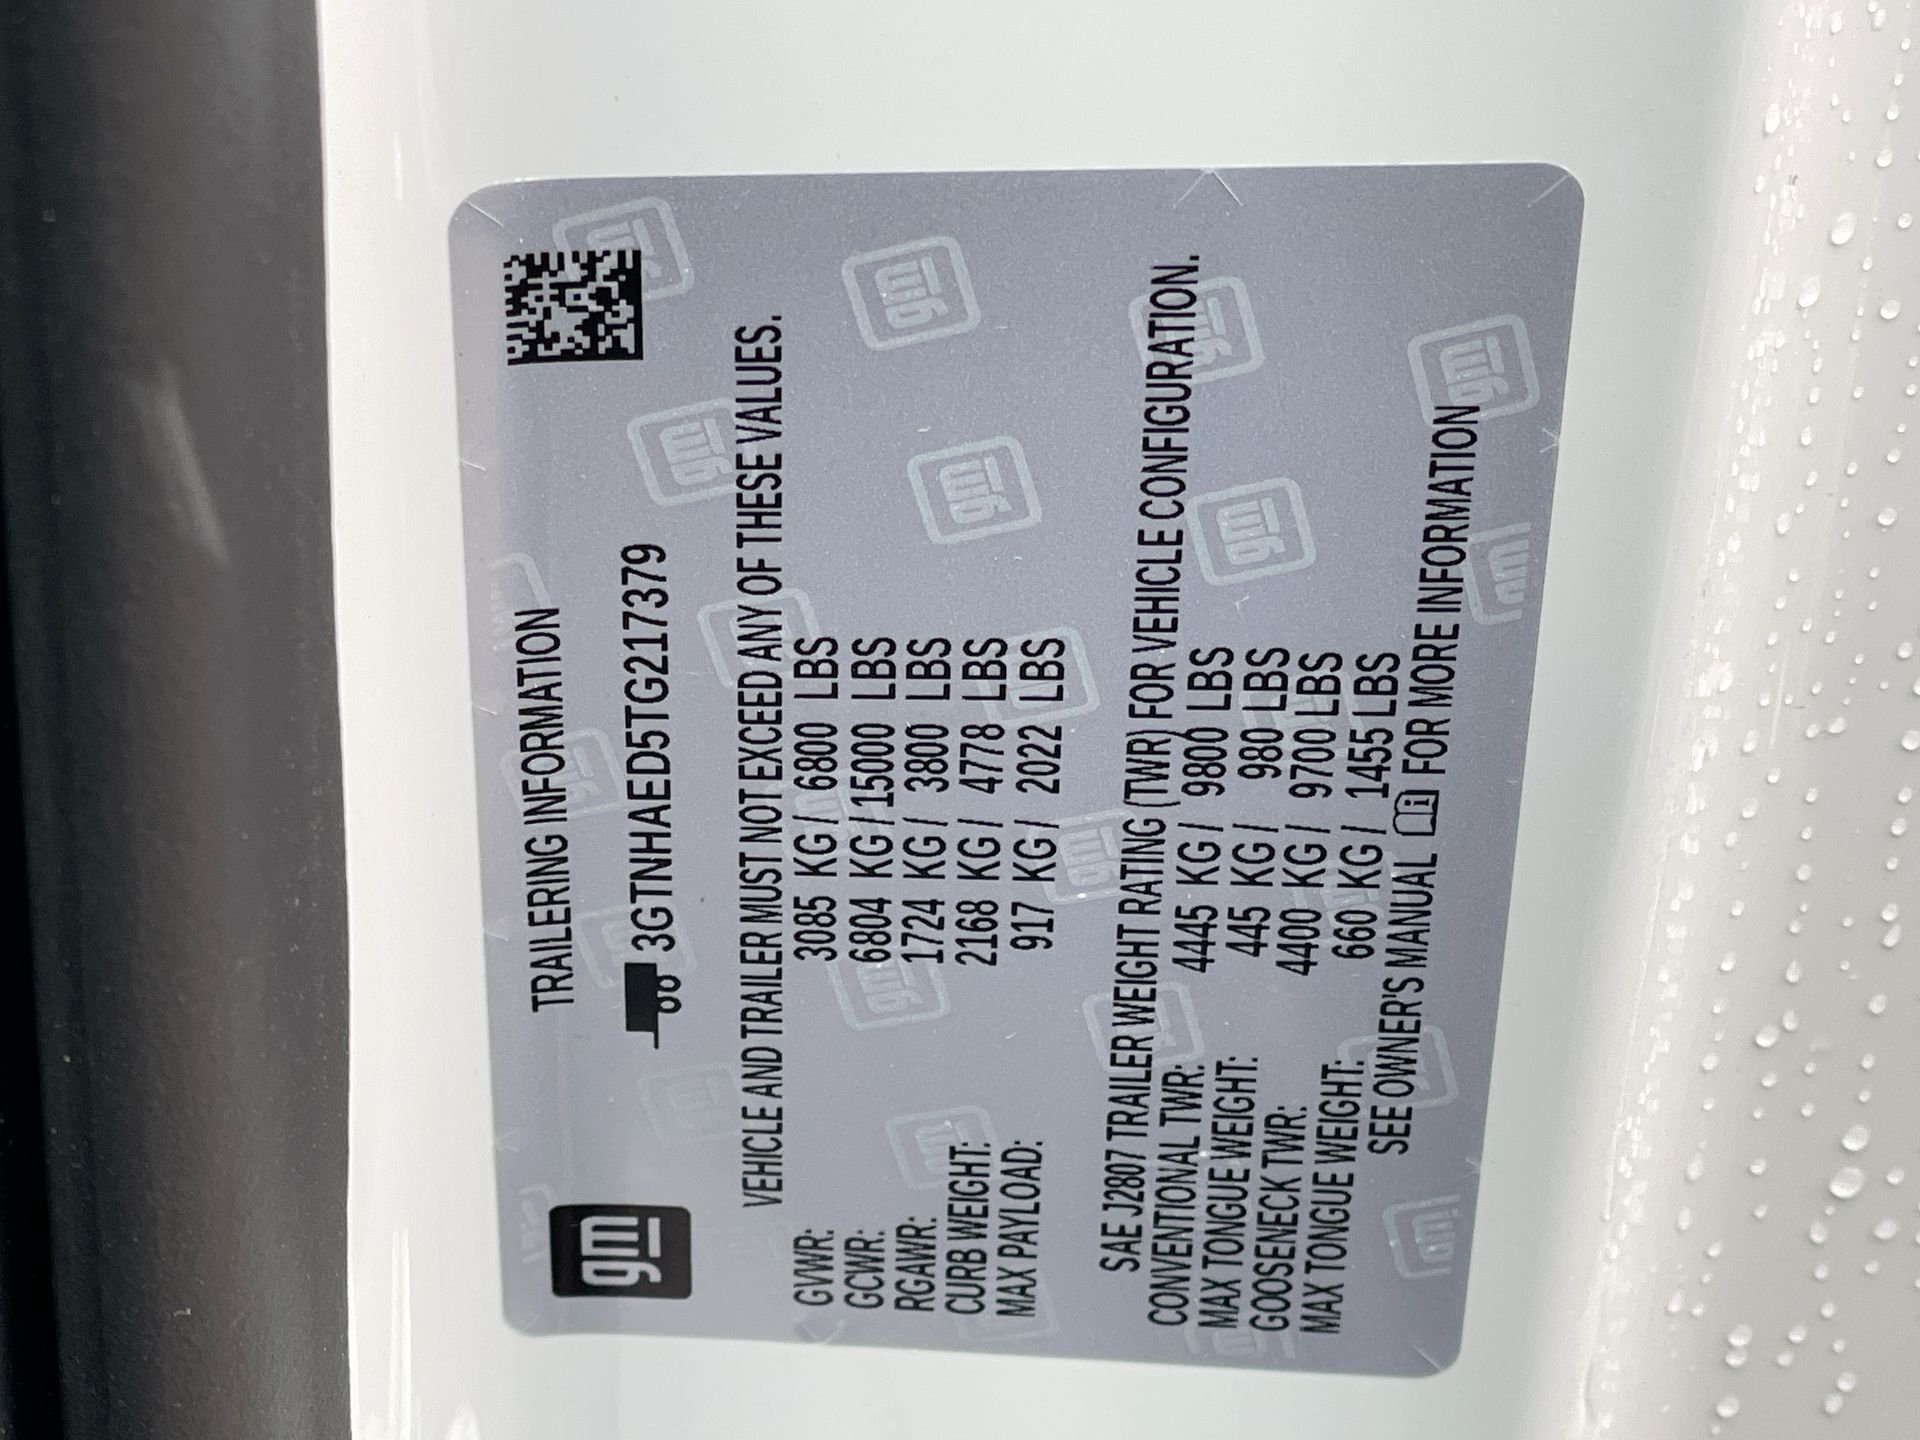 gm
TRAILERING INFORMATION
3GTNHAED5TG217379
VEHICLE AND TRAILER MUST NOT EXCEED ANY OF THESE VALUES.
GVWR: 3085 KG / 6800 LBS
GCWR: 6804 KG / 15000 LBS
RGAWR: 1724 KG / 3800 LBS
CURB WEIGHT: 2168 KG / 4778 LBS
MAX PAYLOAD: 917 KG / 2022 LBS
SAE J2807 TRAILER WEIGHT RATING (TWR) FOR VEHICLE CONFIGURATION.
CONVENTIONAL TWR: 4445 KG / 9800 LBS
MAX TONGUE WEIGHT: 445 KG / 980 LBS
GOOSENECK TWR: 4400 KG / 9700 LBS
MAX TONGUE WEIGHT: 660 KG / 1455 LBS
SEE OWNER'S MANUAL i FOR MORE INFORMATION